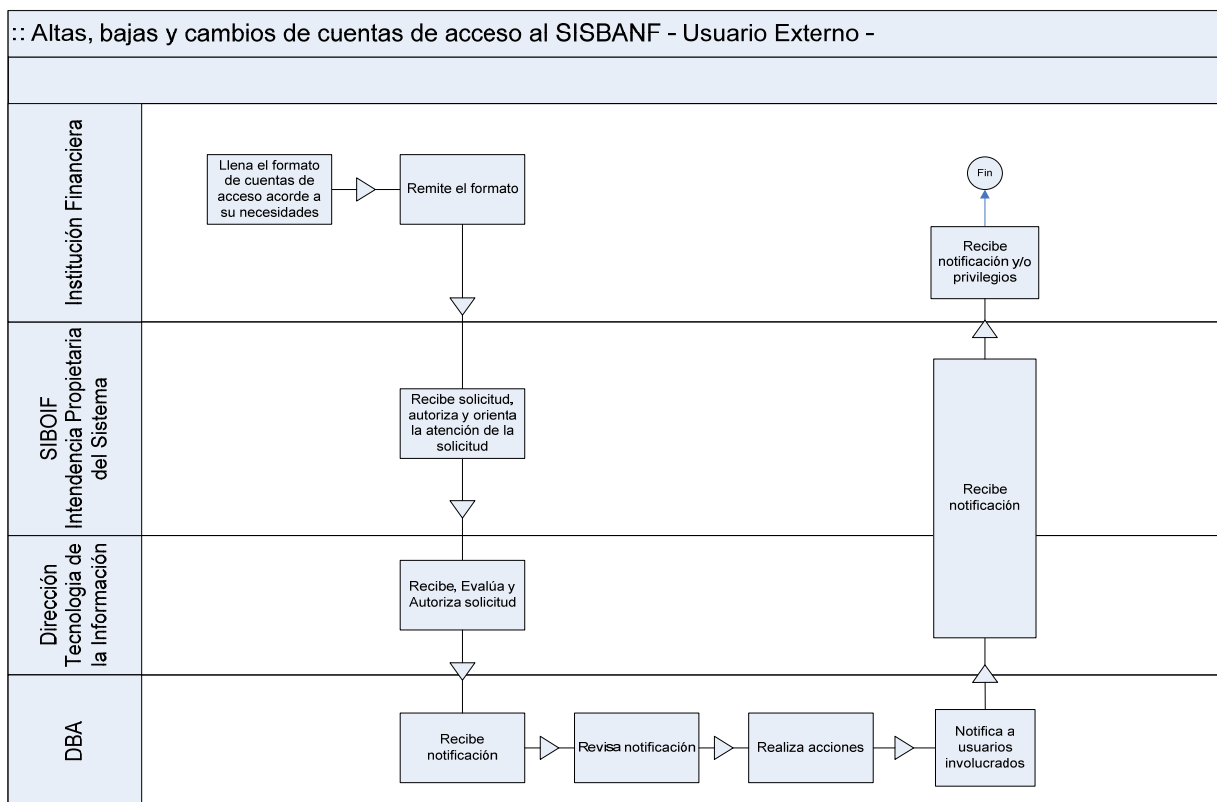 :: Altas, bajas y cambios de cuentas de acceso al SISBANF - Usuario Externo -
Institución Financiera
Llena el formato
de cuentas de
acceso acorde a
su necesidades
Remite el formato
Fin
Recibe
notificación y/o
privilegios
SIBOIF
Intendencia Propietaria
del Sistema
Recibe solicitud,
autoriza y orienta
la atención de la
solicitud
Recibe
notificación
Dirección
Tecnología de
la Información
Recibe, Evalúa y
Autoriza solicitud
DBA
Recibe
notificación
Revisa notificación
Realiza acciones
Notifica a
usuarios
involucrados